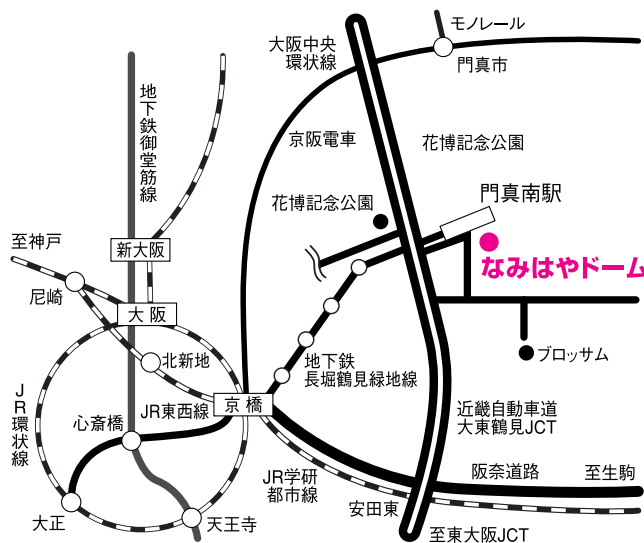 モノレール
大阪中央
環状線
門真市
地下鉄御堂筋線
京阪電車
花博記念公園
門真南駅
花博記念公園
至神戸
新大阪
なみはやドーム
尼崎
大阪
北新地
地下鉄
長堀鶴見緑地線
ブロッサム
JR環状線
心斎橋
JR東西線
京橋
近畿自動車道
大東鶴見JCT
JR学研
都市線
阪奈道路
至生駒
安田東
大正
天王寺
至東大阪JCT